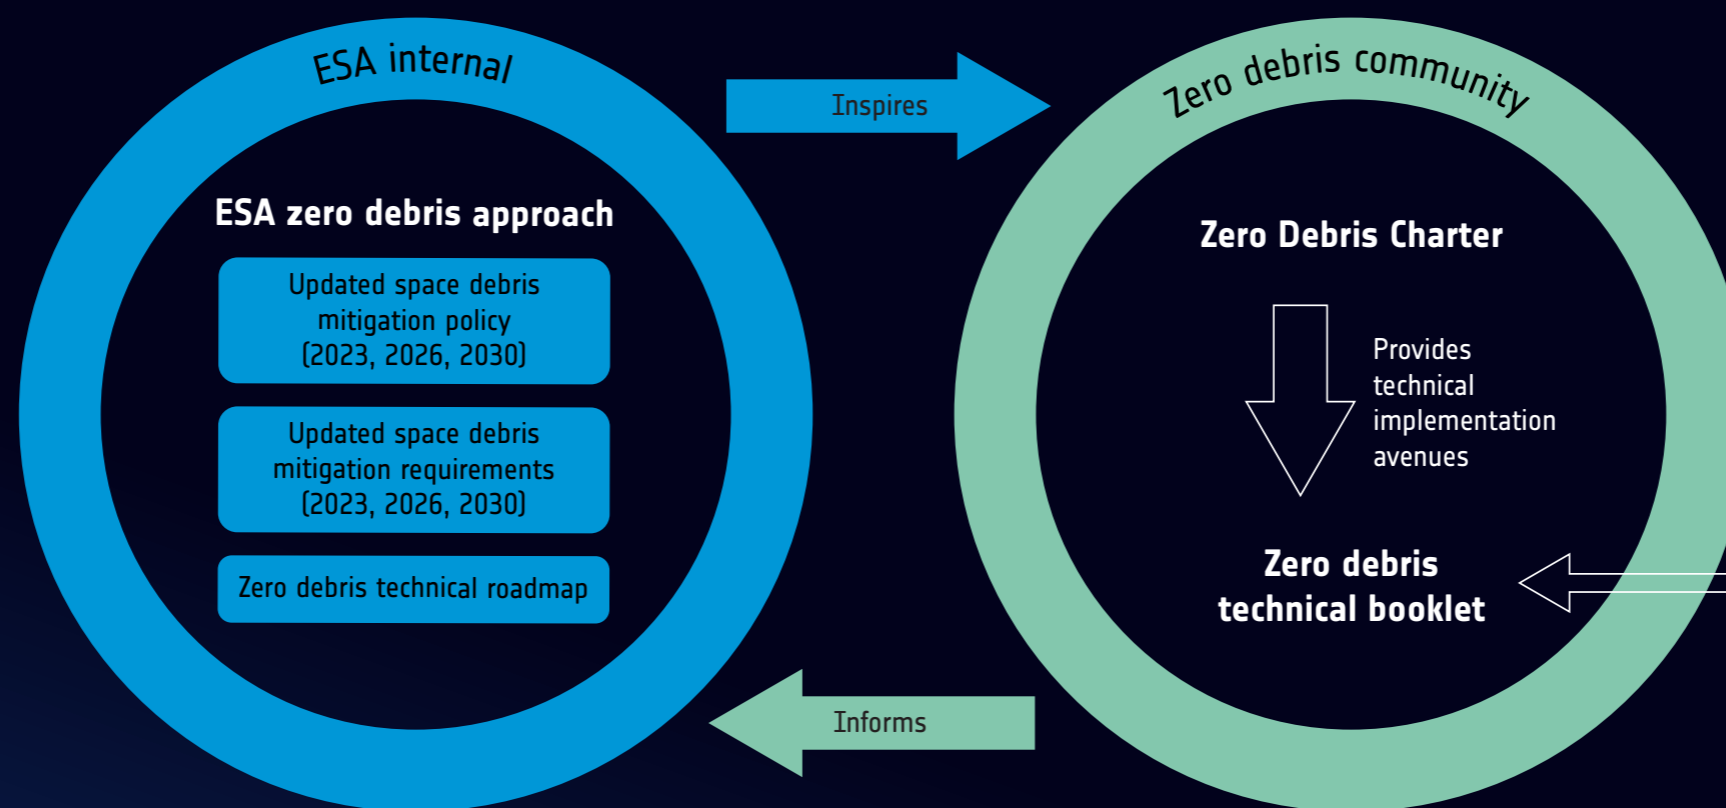 ESA internal
ESA zero debris approach
Updated space debris
mitigation policy
(2023, 2026, 2030)
Updated space debris
mitigation requirements
(2023, 2026, 2030)
Zero debris technical roadmap
Inspires
Informs
Zero debris community
Zero Debris Charter
Provides
technical
implementation
avenues
Zero debris
technical booklet